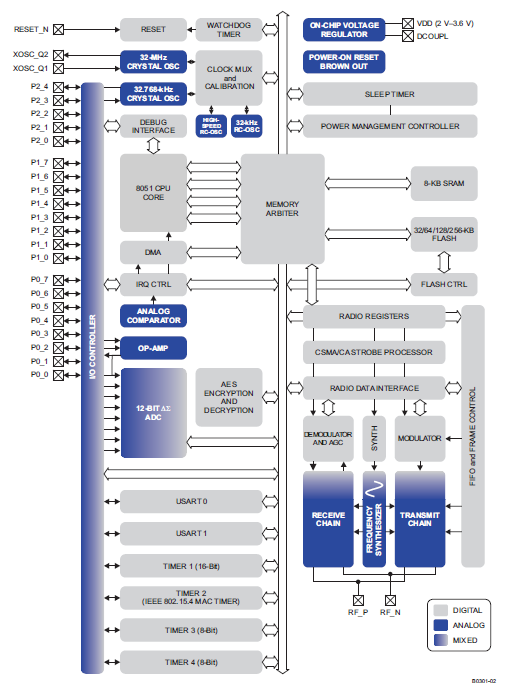 RESET_N
XOSC_Q2
XOSC_Q1
P2_4
P2_3
P2_2
P2_1
P2_0
P1_7
P1_6
P1_5
P1_4
P1_3
P1_2
P1_1
P1_0
P0_7
P0_6
P0_5
P0_4
P0_3
P0_2
P0_1
P0_0
I/O CONTROLLER
RESET
WATCHDOG
TIMER
32-MHz
CRYSTAL OSC
32.768-kHz
CRYSTAL OSC
CLOCK MUX
and
CALIBRATION
HIGH-
SPEED
RC-OSC
32-kHz
RC-OSC
DEBUG
INTERFACE
8051 CPU
CORE
DMA
IRQ CTRL
ANALOG
COMPARATOR
OP-AMP
12-BIT ΔΣ
ADC
AES
ENCRYPTION
AND
DECRYPTION
USART 0
USART 1
TIMER 1 (16-Bit)
TIMER 2
(IEEE 802.15.4 MAC TIMER)
TIMER 3 (8-Bit)
TIMER 4 (8-Bit)
MEMORY
ARBITER
ON-CHIP VOLTAGE
REGULATOR
VDD (2 V–3.6 V)
DCOUPL
POWER-ON RESET
BROWN OUT
SLEEP TIMER
POWER MANAGEMENT CONTROLLER
8-KB SRAM
32/64/128/256-KB
FLASH
FLASH CTRL
RADIO REGISTERS
CSMA/CA STROBE PROCESSOR
RADIO DATA INTERFACE
DEMODULATOR
AND AGC
SYNTH
MODULATOR
FIFO and FRAME CONTROL
RECEIVE
CHAIN
FREQUENCY
SYNTHESIZER
TRANSMIT
CHAIN
RF_P
RF_N
DIGITAL
ANALOG
MIXED
B0301-02